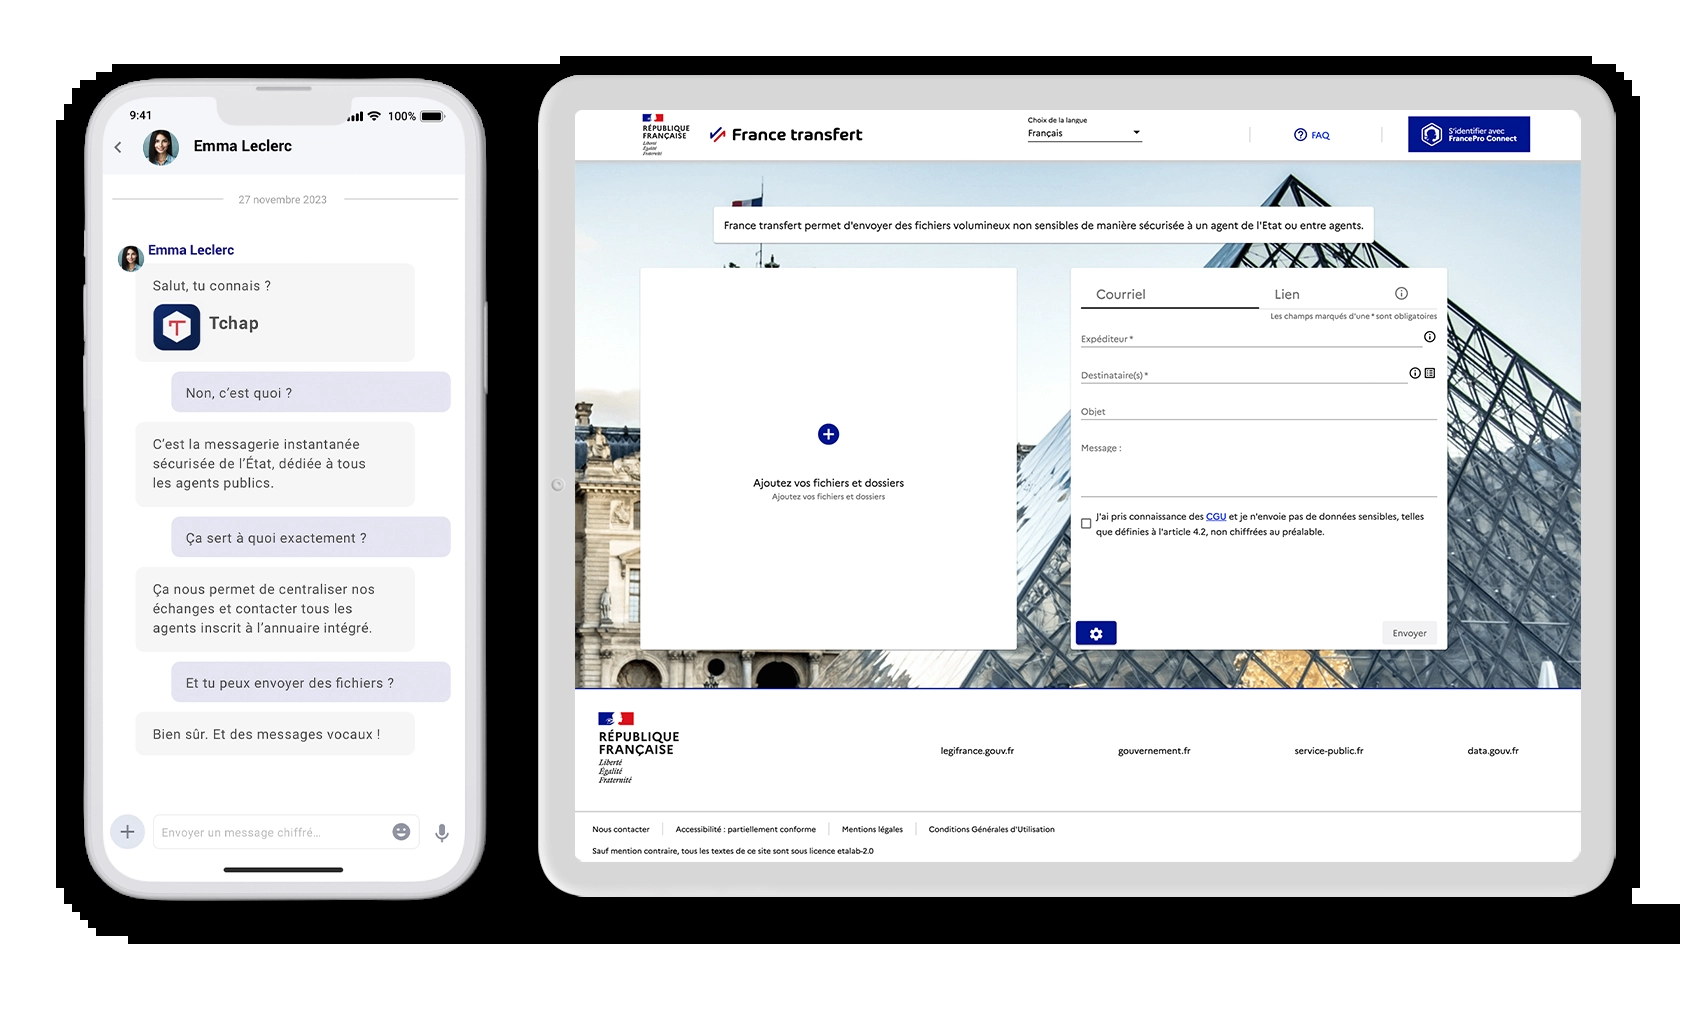 9:41
100%
Emma Leclerc
27 novembre 2023
Emma Leclerc
Salut, tu connais ?
Tchap
Non, c’est quoi ?
C’est la messagerie instantanée
sécurisée de l’État, dédiée à tous
les agents publics.
Ça sert à quoi exactement ?
Ça nous permet de centraliser nos
échanges et contacter tous les
agents inscrit à l’annuaire intégré.
Et tu peux envoyer des fichiers ?
Bien sûr. Et des messages vocaux !
Envoyer un message chiffré...
RÉPUBLIQUE
FRANÇAISE
Liberté
Égalité
Fraternité
France transfert
Choix de la langue
Français
FAQ
S'identifier avec
FrancePro Connect
France transfert permet d'envoyer des fichiers volumineux non sensibles de manière sécurisée à un agent de l'Etat ou entre agents.
Ajoutez vos fichiers et dossiers
Ajoutez vos fichiers et dossiers
Courriel
Lien
Les champs marqués d'une * sont obligatoires
Expéditeur *
Destinataire(s) *
Objet
Message :
J'ai pris connaissance des CGU et je n'envoie pas de données sensibles, telles
que définies à l'article 4.2, non chiffrées au préalable.
Envoyer
RÉPUBLIQUE
FRANÇAISE
Liberté
Égalité
Fraternité
legifrance.gouv.fr
gouvernement.fr
service-public.fr
data.gouv.fr
Nous contacter
Accessibilité : partiellement conforme
Mentions légales
Conditions Générales d'Utilisation
Sauf mention contraire, tous les textes de ce site sont sous licence etalab-2.0